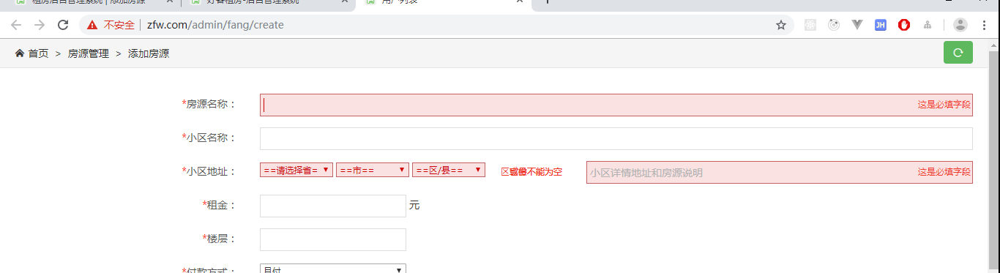 租房后台管理系统 | 添加房源
好客租房-后台管理系统
用户列表
不安全 zfw.com/admin/fang/create
首页 > 房源管理 > 添加房源
*房源名称： 这是必填字段
*小区名称：
*小区地址： ==请选择省= ==市== ==区/县== 不能为空 小区详情地址和房源说明 这是必填字段
*租金： 元
*楼层：
*付款方式： 月付